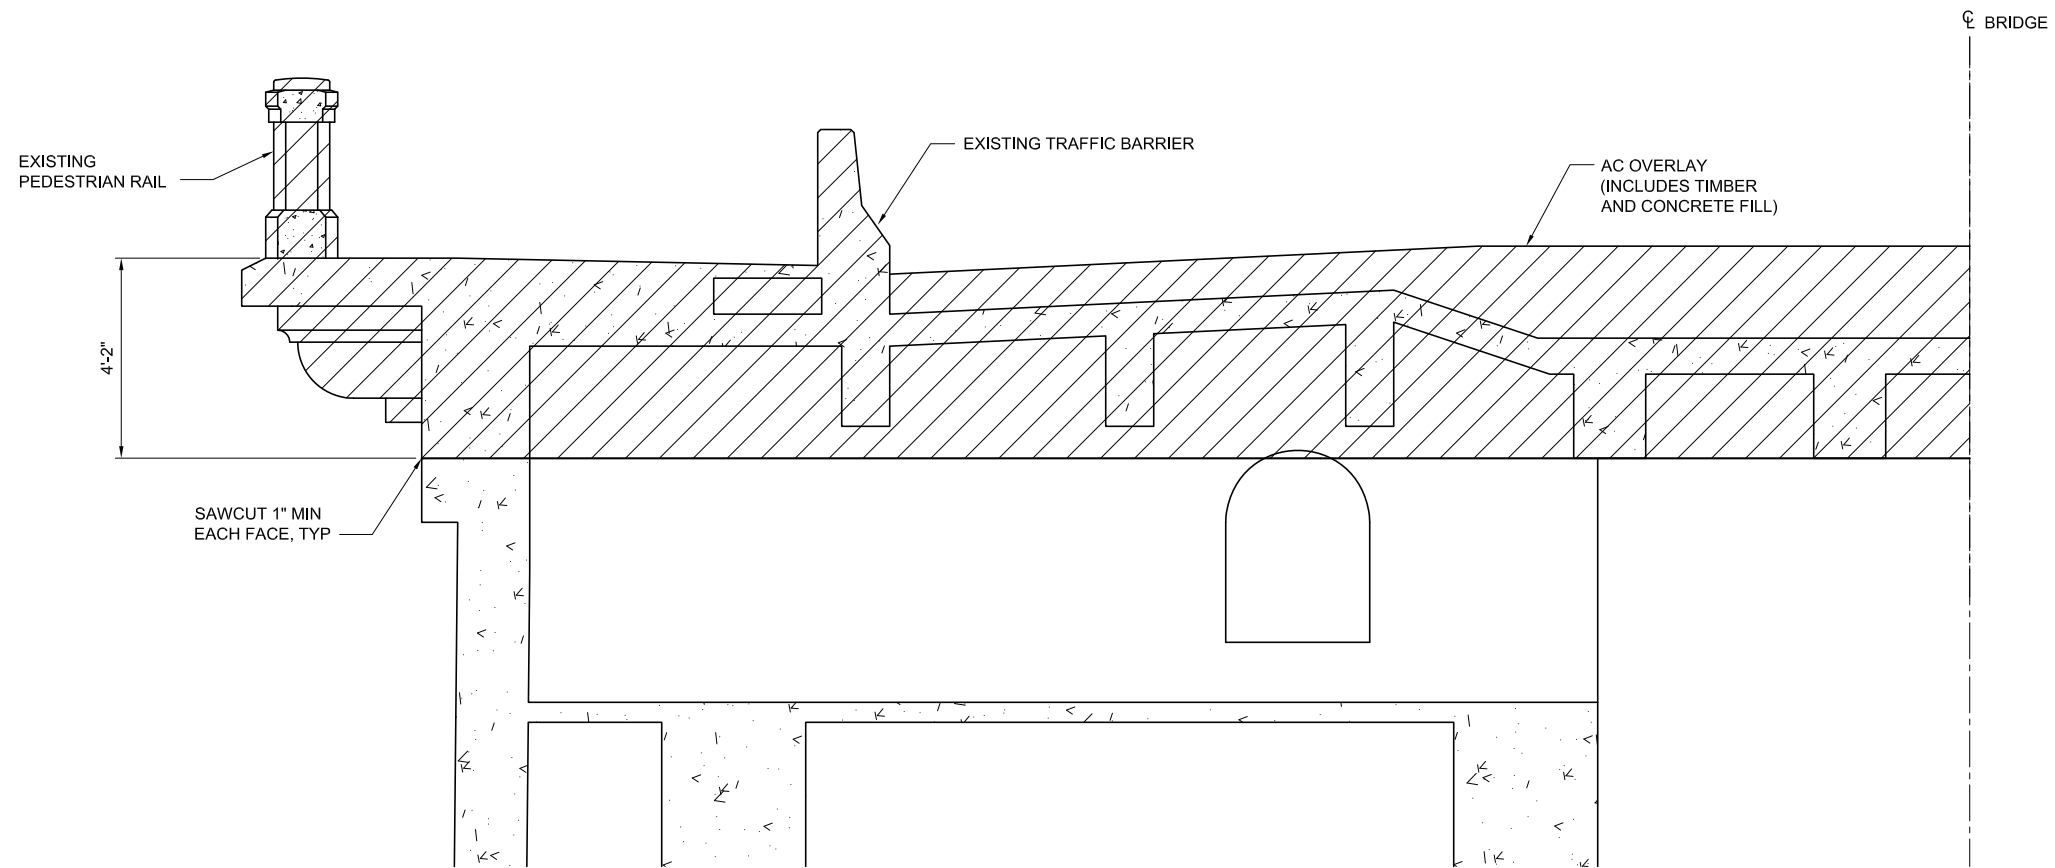 ℄ BRIDGE
EXISTING TRAFFIC BARRIER
EXISTING
PEDESTRIAN RAIL
AC OVERLAY
(INCLUDES TIMBER
AND CONCRETE FILL)
4'-2"
SAWCUT 1" MIN
EACH FACE, TYP